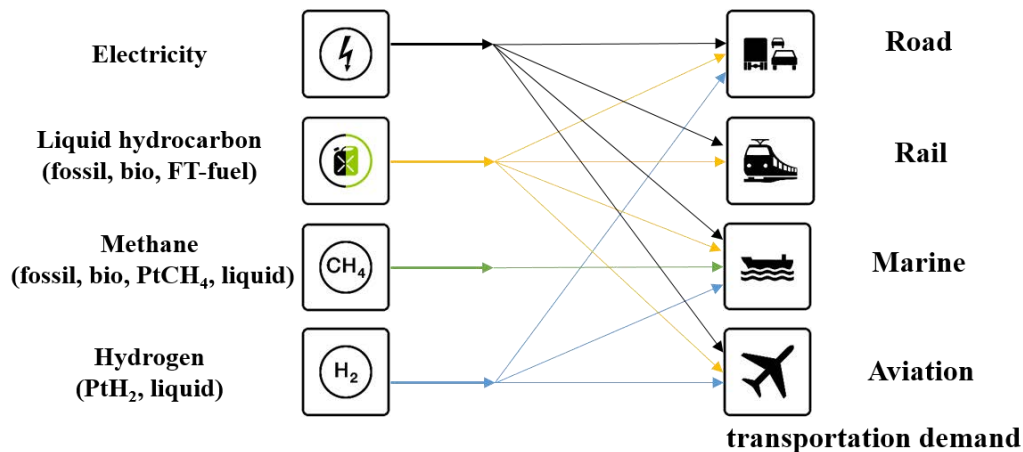 Electricity
Road
Liquid hydrocarbon
(fossil, bio, FT-fuel)
Rail
Methane
(fossil, bio, PtCH₄, liquid)
CH₄
Marine
Hydrogen
(PtH₂, liquid)
H₂
Aviation
transportation demand